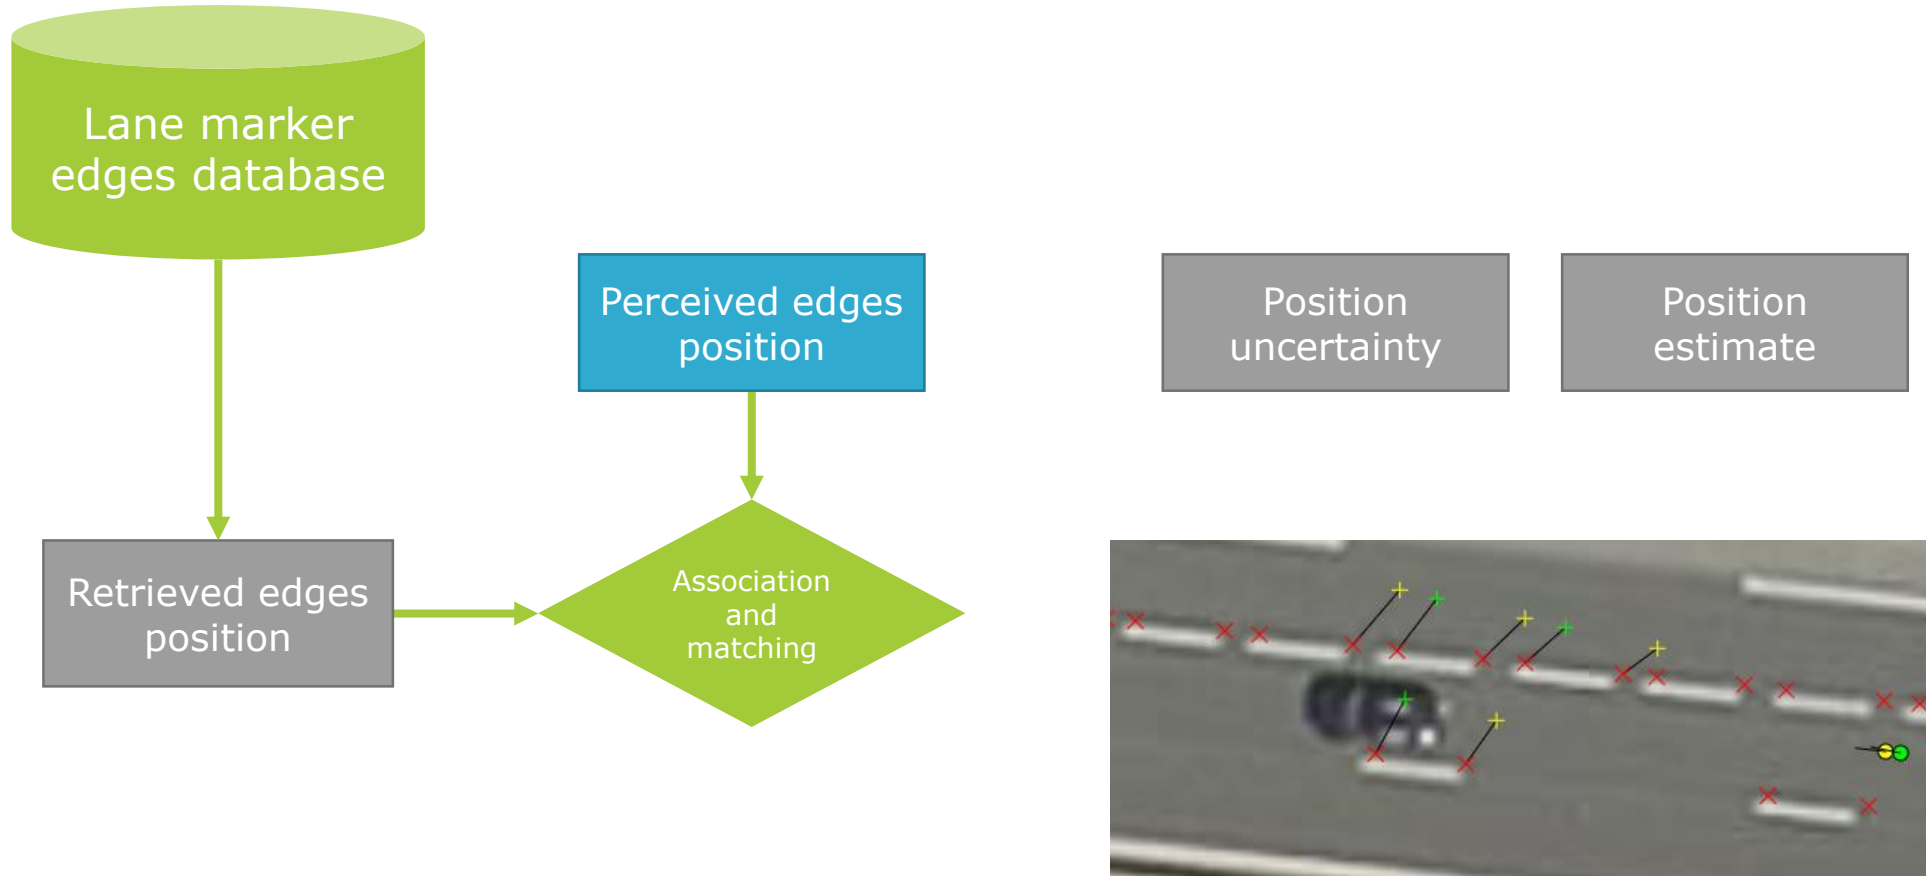 Lane marker
edges database
Perceived edges
position
Position
uncertainty
Position
estimate
Retrieved edges
position
Association
and
matching